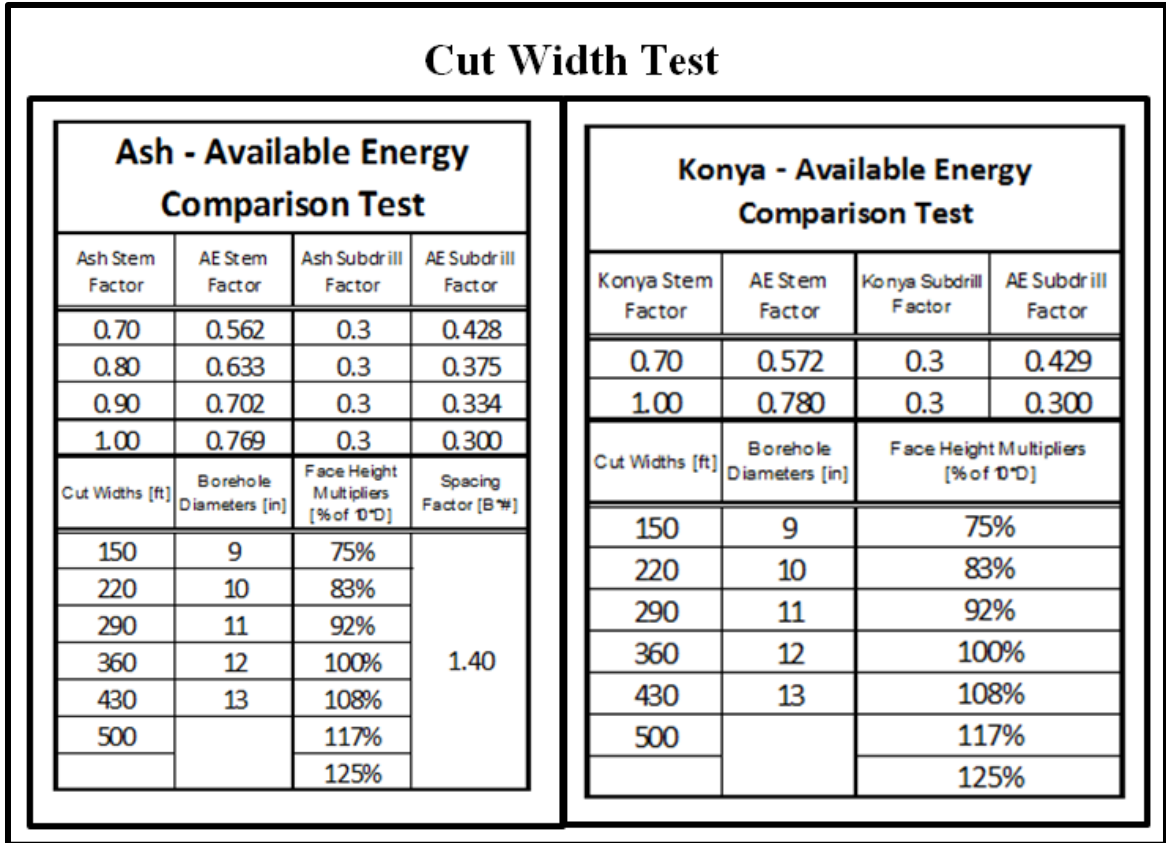 Cut Width Test
Ash - Available Energy
Comparison Test
Ash Stem Factor AE Stem Factor Ash Subdrill Factor AE Subdrill Factor
0.70 0.562 0.3 0.428
0.80 0.633 0.3 0.375
0.90 0.702 0.3 0.334
1.00 0.769 0.3 0.300
Cut Widths [ft] Borehole Diameters [in] Face Height Multipliers [% of 10*D] Spacing Factor [B*#]
150 9 75%
220 10 83%
290 11 92%
360 12 100% 1.40
430 13 108%
500 117%
125%
Konya - Available Energy
Comparison Test
Konya Stem Factor AE Stem Factor Konya Subdrill Factor AE Subdrill Factor
0.70 0.572 0.3 0.429
1.00 0.780 0.3 0.300
Cut Widths [ft] Borehole Diameters [in] Face Height Multipliers [% of 10*D]
150 9 75%
220 10 83%
290 11 92%
360 12 100%
430 13 108%
500 117%
125%